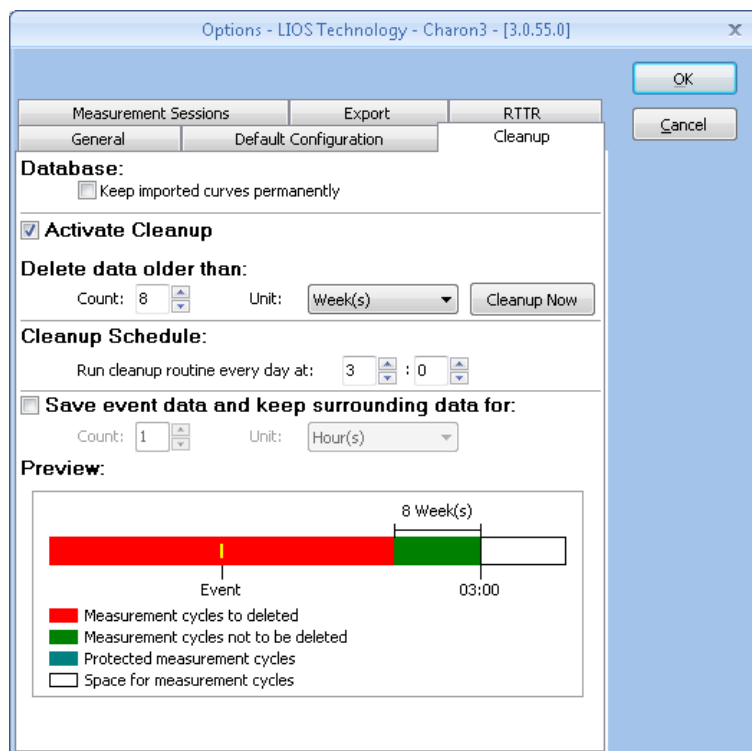 Options - LIOS Technology - Charon3 - [3.0.55.0]
x
OK
Cancel
Measurement Sessions Export RTTR
General Default Configuration Cleanup
Database:
Keep imported curves permanently
Activate Cleanup
Delete data older than:
Count: 8 Unit: Week(s) Cleanup Now
Cleanup Schedule:
Run cleanup routine every day at: 3 : 0
Save event data and keep surrounding data for:
Count: 1 Unit: Hour(s)
Preview:
8 Week(s)
Event 03:00
Measurement cycles to deleted
Measurement cycles not to be deleted
Protected measurement cycles
Space for measurement cycles